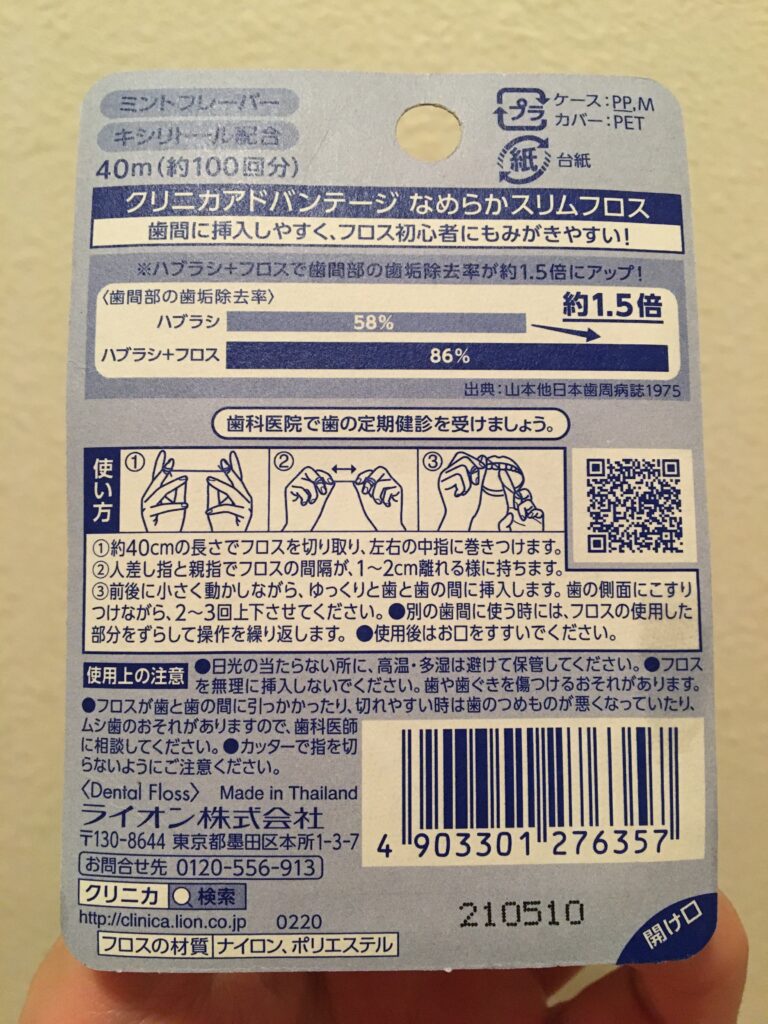 ミントフレーバー
キシリトール配合
40m(約100回分)
プラ
ケース:PP,M
カバー:PET
紙
台紙
クリニカアドバンテージ なめらかスリムフロス
歯間に挿入しやすく、フロス初心者にもみがきやすい!
※ハブラシ+フロスで歯間部の歯垢除去率が約1.5倍にアップ!
〈歯間部の歯垢除去率〉
約1.5倍
ハブラシ 58%
ハブラシ+フロス 86%
出典:山本他日本歯周病誌1975
歯科医院で歯の定期健診を受けましょう。
使い方
① ② ③
①約40cmの長さでフロスを切り取り、左右の中指に巻きつけます。
②人差し指と親指でフロスの間隔が、1〜2cm離れる様に持ちます。
③前後に小さく動かしながら、ゆっくりと歯と歯の間に挿入します。歯の側面にこすり
つけながら、2〜3回上下させてください。●別の歯間に使う時には、フロスの使用した
部分をずらして操作を繰り返します。●使用後はお口をすすいでください。
使用上の注意 ●日光の当たらない所に、高温・多湿は避けて保管してください。●フロス
を無理に挿入しないでください。歯や歯ぐきを傷つけるおそれがあります。
●フロスが歯と歯の間に引っかかったり、切れやすい時は歯のつめものが悪くなっていたり、
ムシ歯のおそれがありますので、歯科医師
に相談してください。●カッターで指を切
らないようにご注意ください。
〈Dental Floss〉 Made in Thailand
ライオン株式会社
〒130-8644 東京都墨田区本所1-3-7
お問合せ先 0120-556-913
クリニカ 検索
http://clinica.lion.co.jp 0220
フロスの材質 ナイロン、ポリエステル
4 903301 276357
210510
開け口